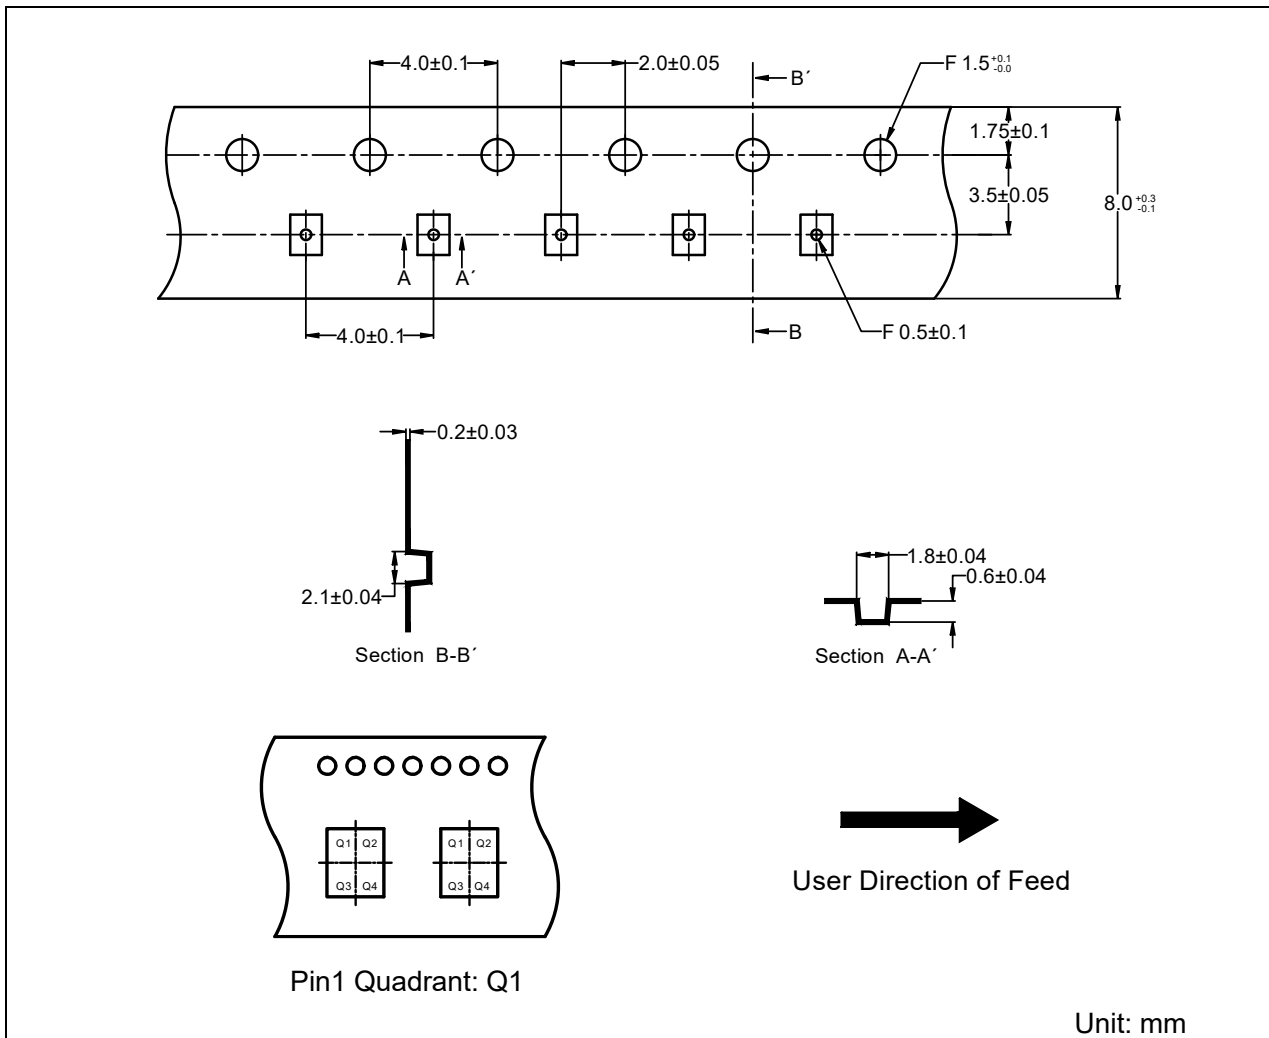 4.0±0.1
2.0±0.05
B´
F 1.5 +0.1 -0.0
1.75±0.1
3.5±0.05
8.0 +0.3 -0.1
A
A´
4.0±0.1
B
F 0.5±0.1
0.2±0.03
2.1±0.04
Section B-B´
1.8±0.04
0.6±0.04
Section A-A´
Q1 Q2 Q1 Q2
Q3 Q4 Q3 Q4
User Direction of Feed
Pin1 Quadrant: Q1
Unit: mm